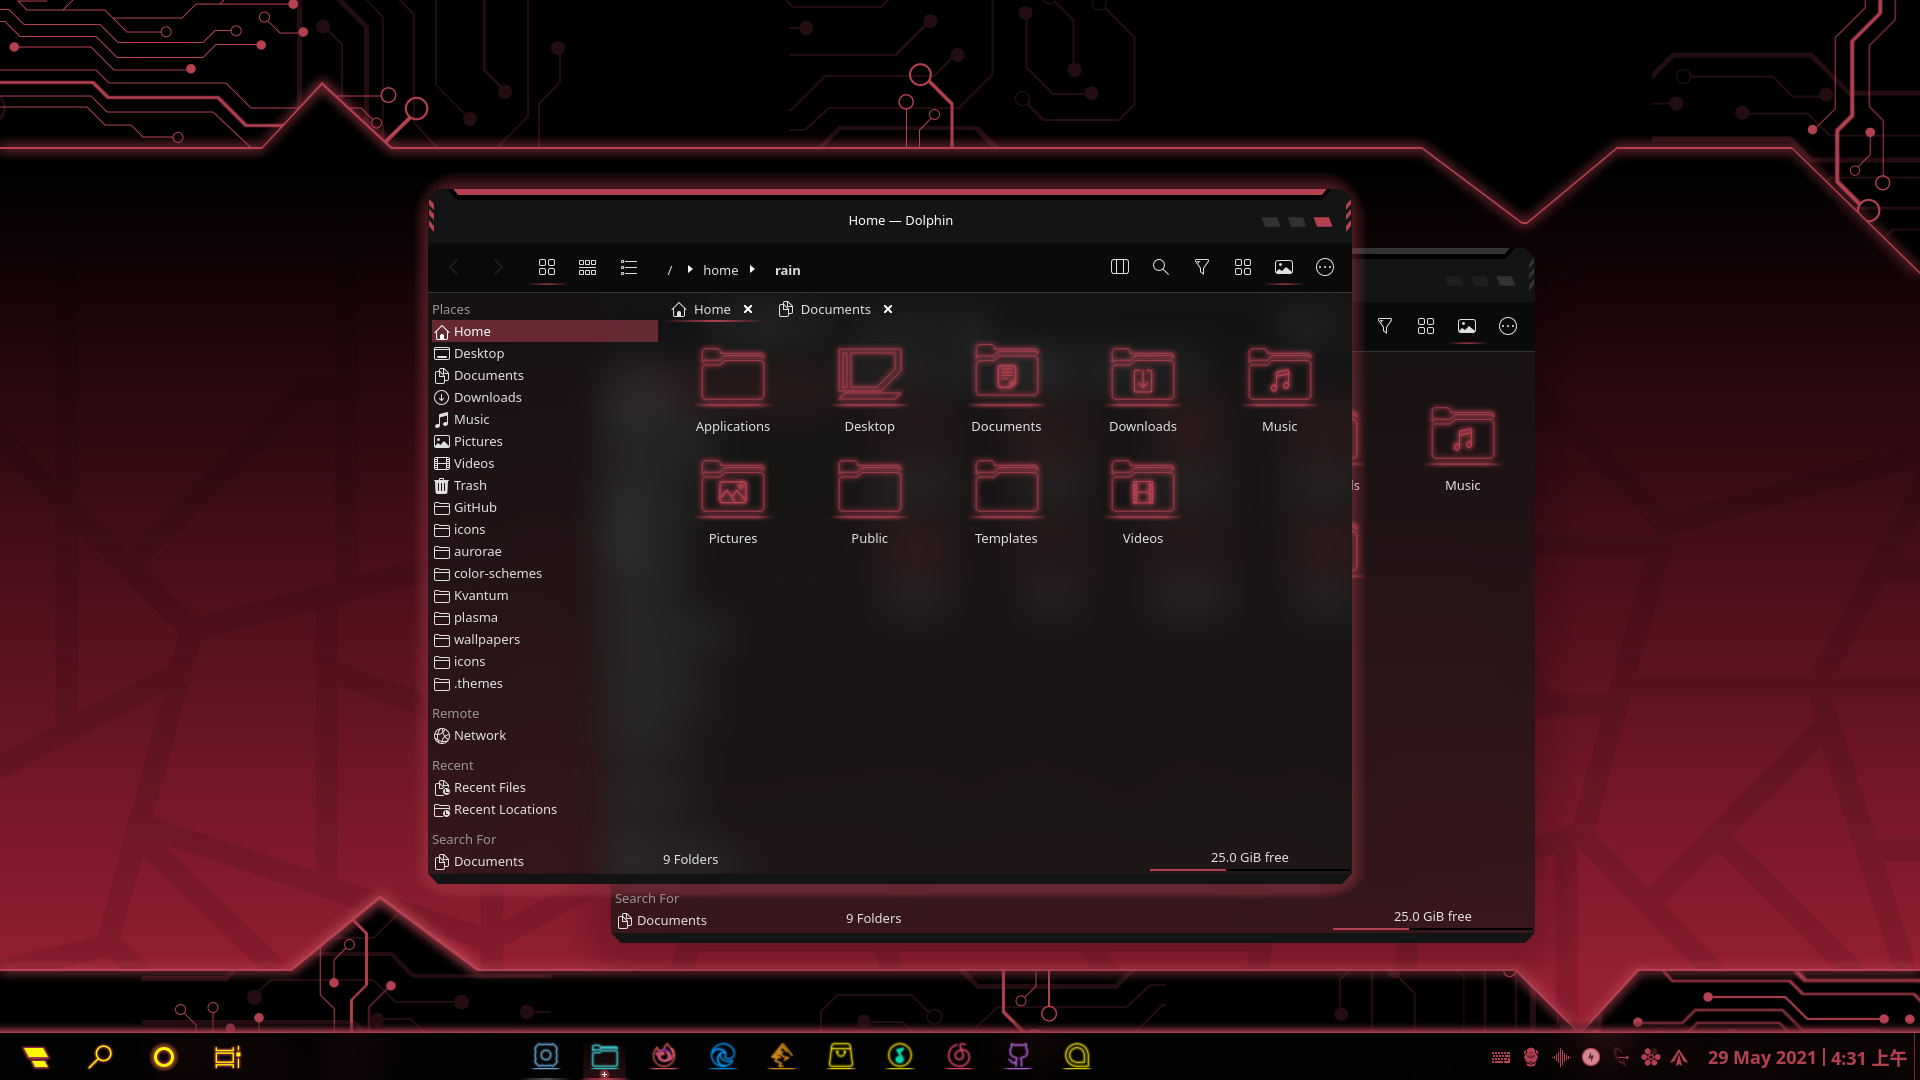 Home — Dolphin
/ home rain
Places
Home
Desktop
Documents
Downloads
Music
Pictures
Videos
Trash
GitHub
icons
aurorae
color-schemes
Kvantum
plasma
wallpapers
icons
.themes
Remote
Network
Recent
Recent Files
Recent Locations
Search For
Documents
Home Documents
Applications Desktop Documents Downloads Music
Pictures Public Templates Videos
9 Folders 25.0 GiB free
ls Music
Search For
Documents 9 Folders 25.0 GiB free
29 May 2021 4:31 上午